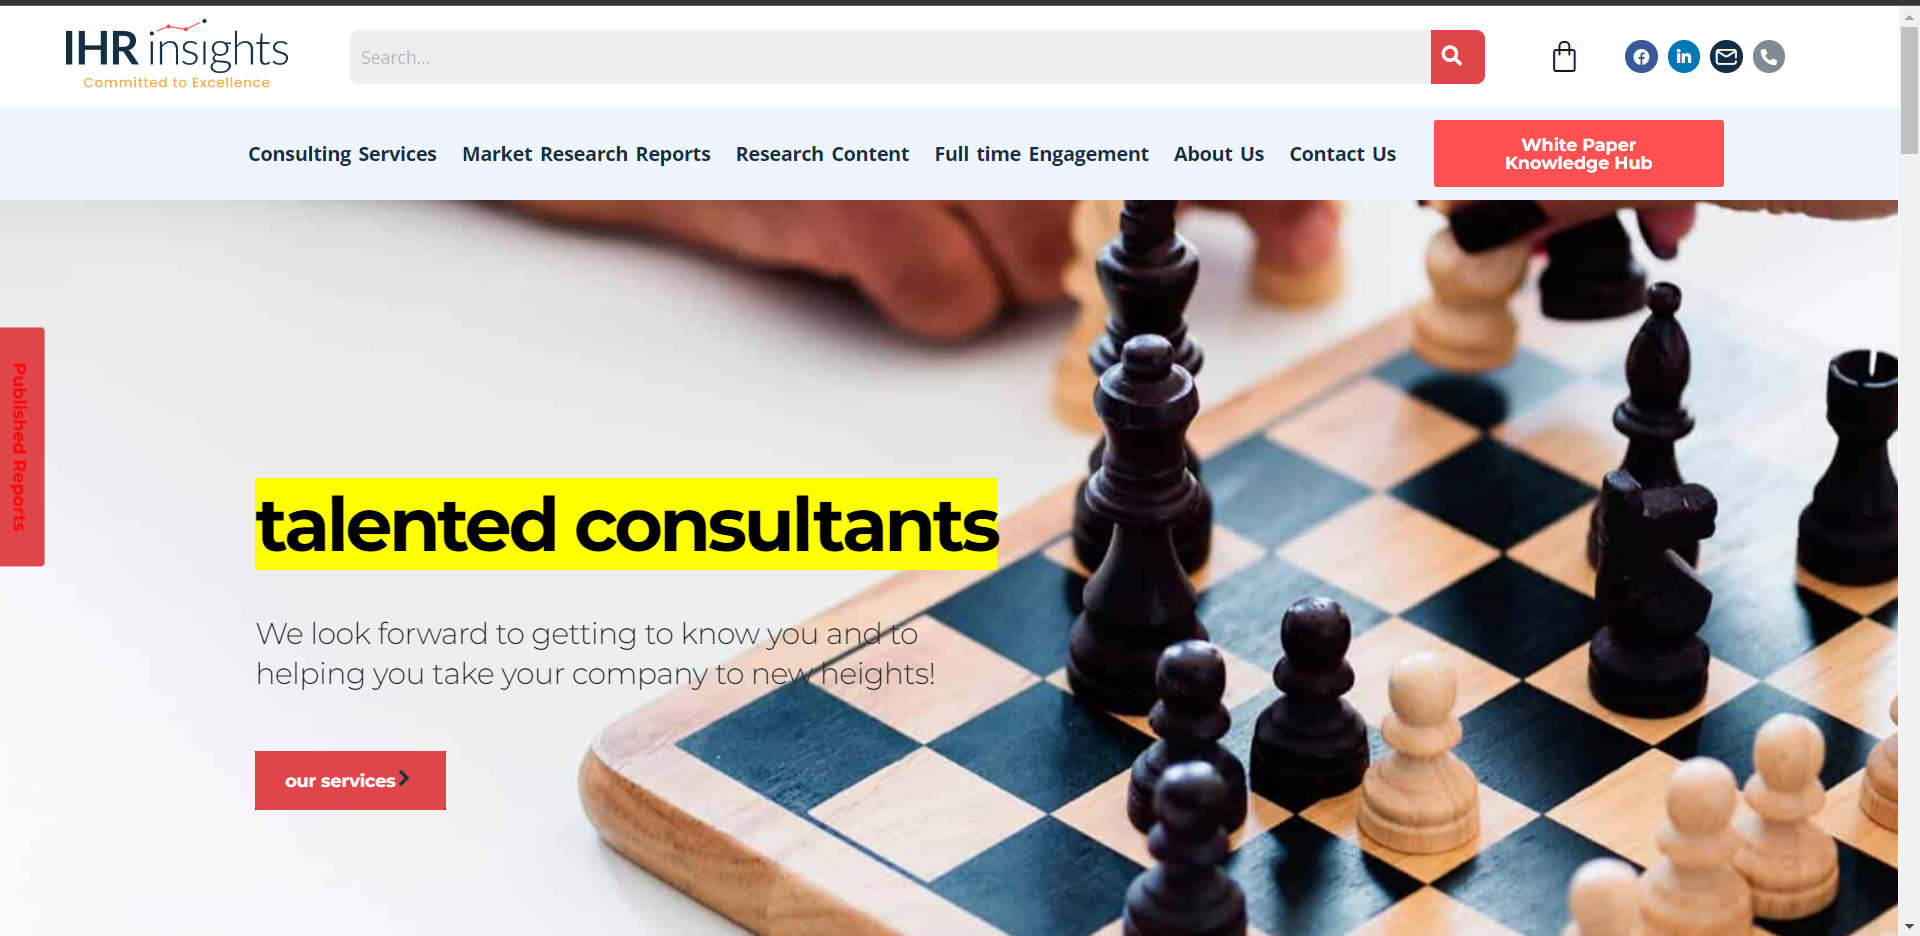 IHR insights
Committed to Excellence
Search...
Consulting Services
Market Research Reports
Research Content
Full time Engagement
About Us
Contact Us
White Paper
Knowledge Hub
Published Reports
talented consultants
We look forward to getting to know you and to
helping you take your company to new heights!
our services